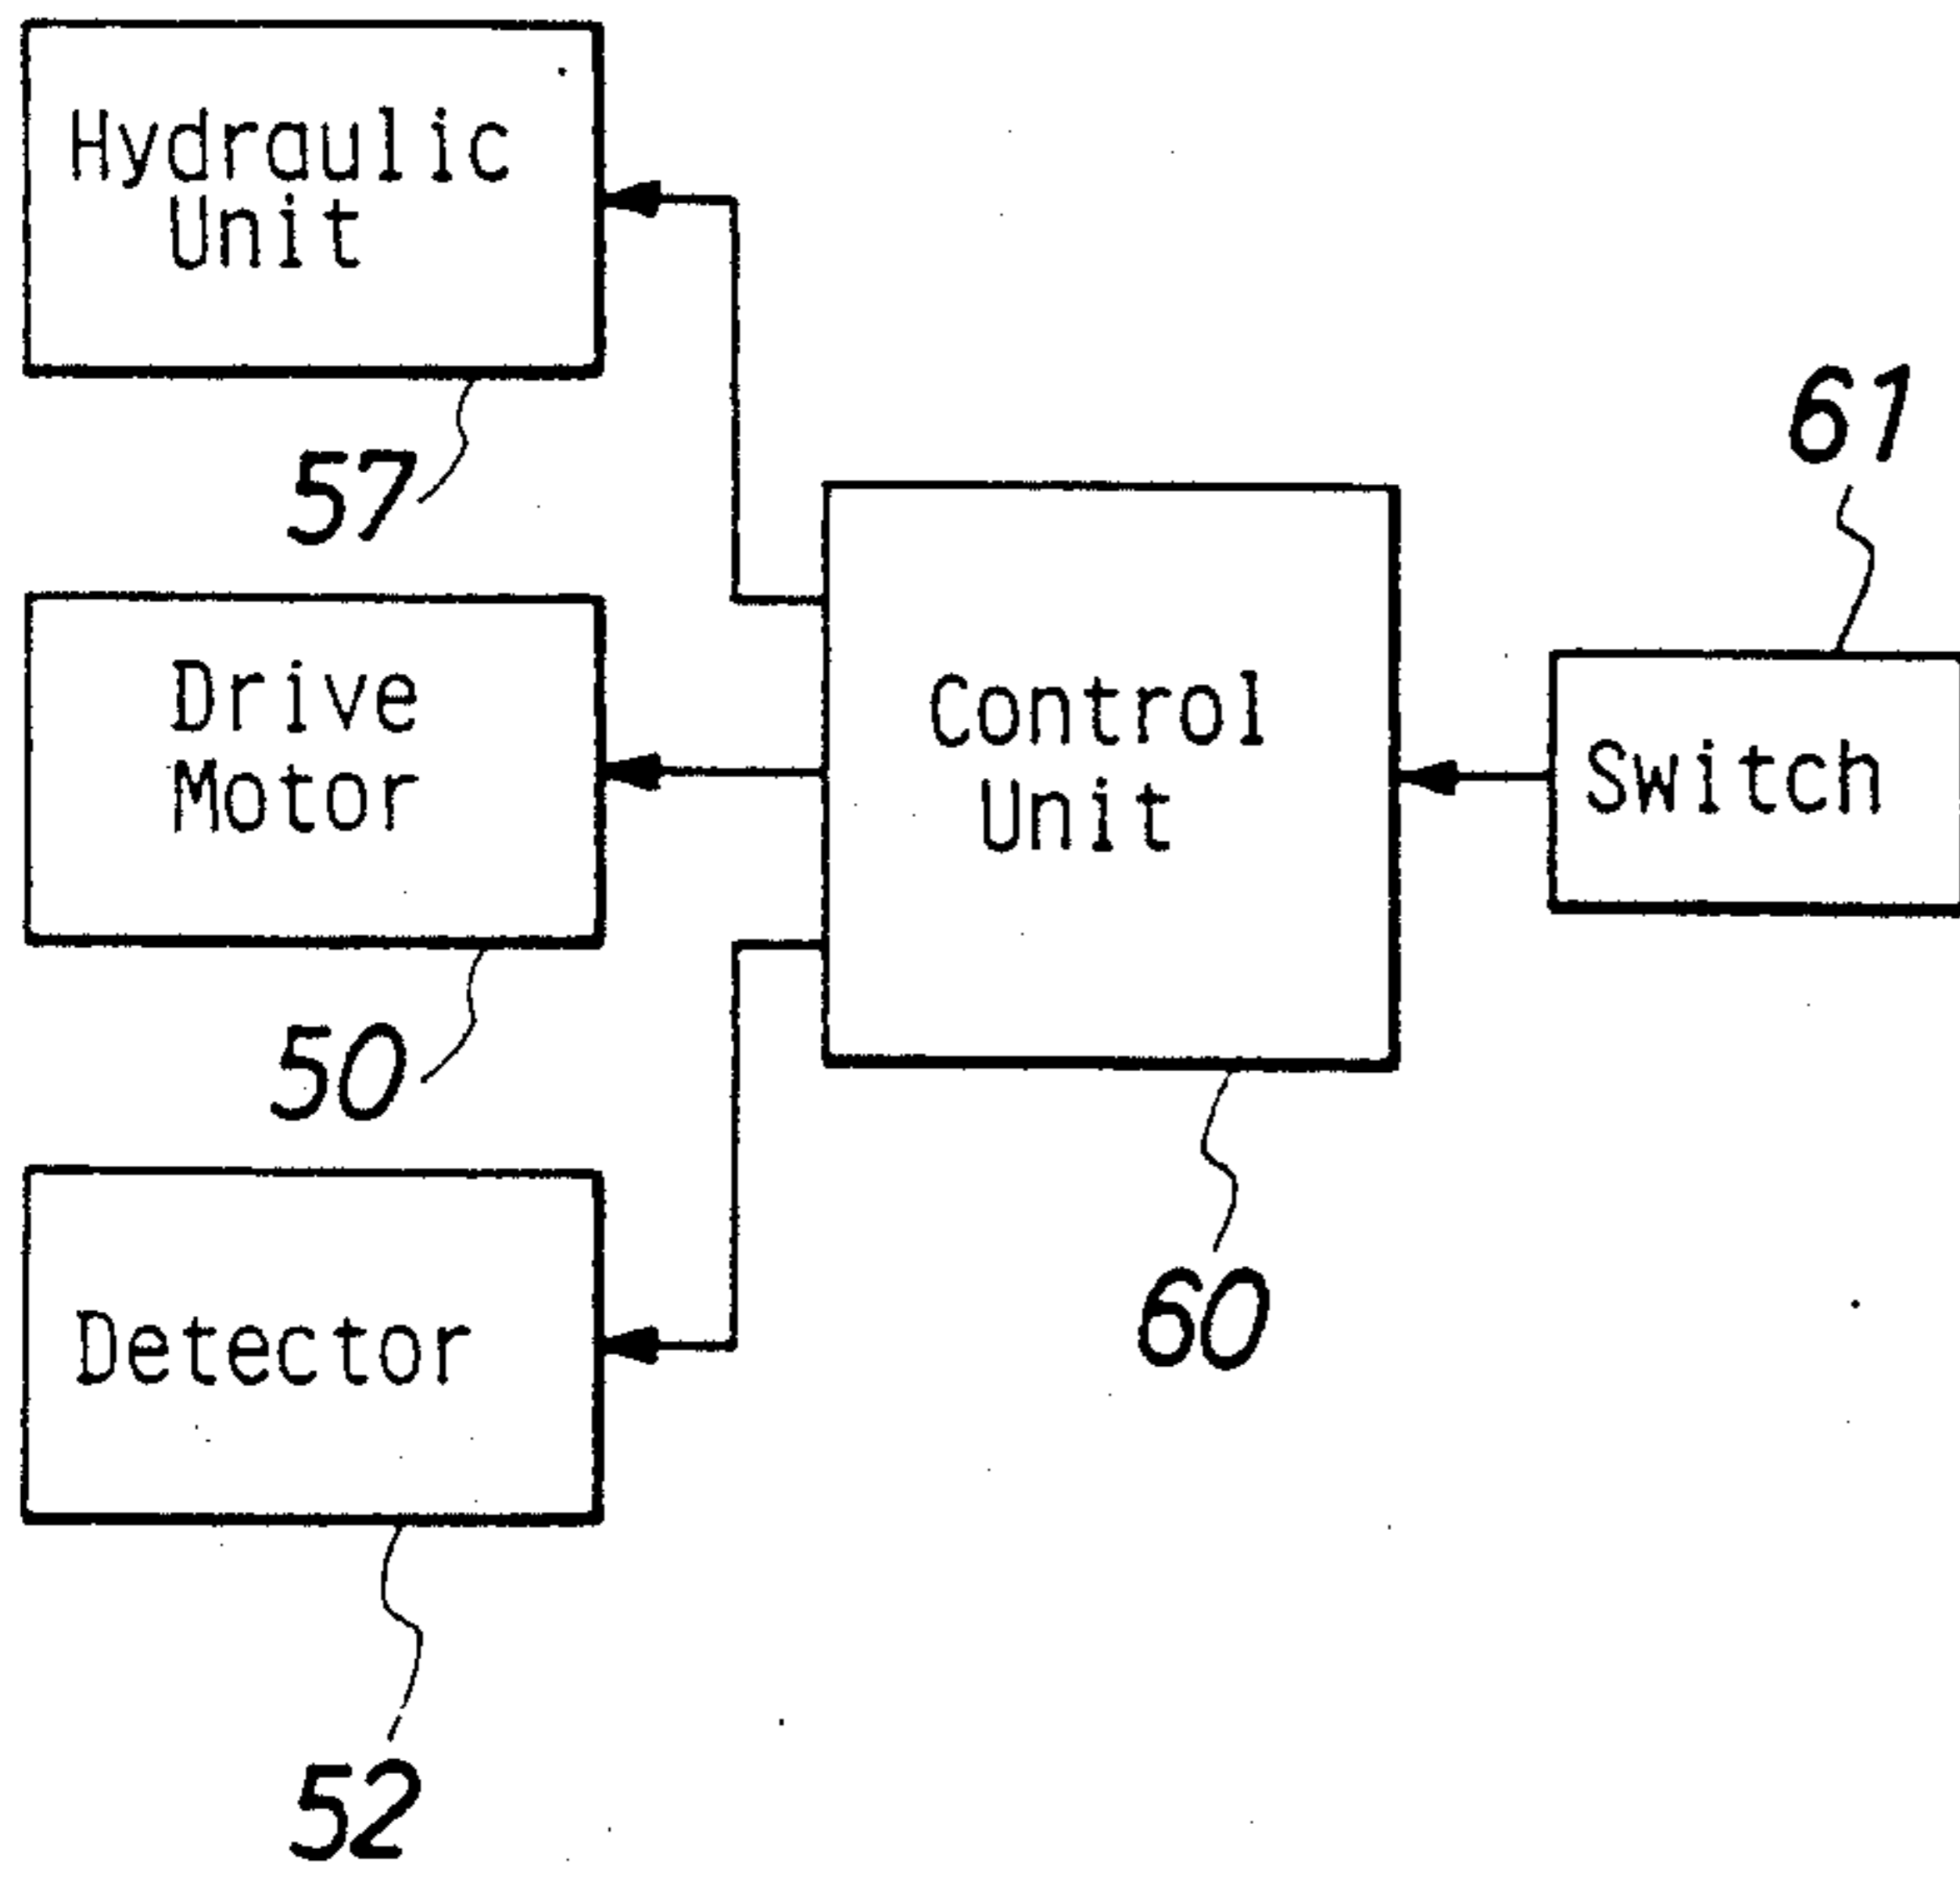 Hydraulic
Unit
57
Drive
Motor
50
Detector
52
Control
Unit
60
61
Switch